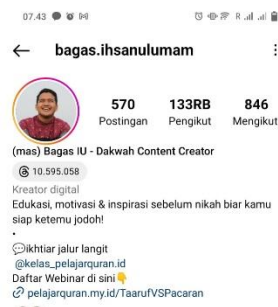 07.43
bagas.ihsanulumam
570 133RB 846
Postingan Pengikut Mengikut
(mas) Bagas IU - Dakwah Content Creator
10.595.058
Kreator digital
Edukasi, motivasi & inspirasi sebelum nikah biar kamu
siap ketemu jodoh!
•
💬ikhtiar jalur langit
@kelas_pelajarquran.id
Daftar Webinar di sini👇
pelajarquran.my.id/TaarufVSPacaran